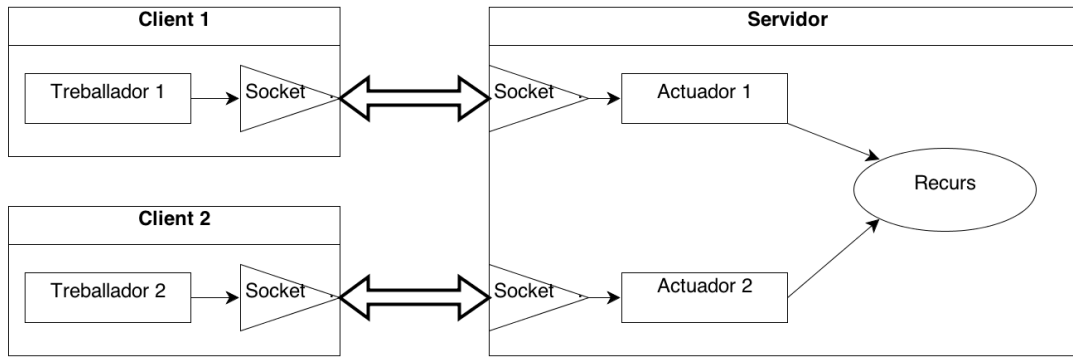 Client 1
Treballador 1
Socket
Servidor
Socket
Actuador 1
Recurs
Client 2
Treballador 2
Socket
Socket
Actuador 2